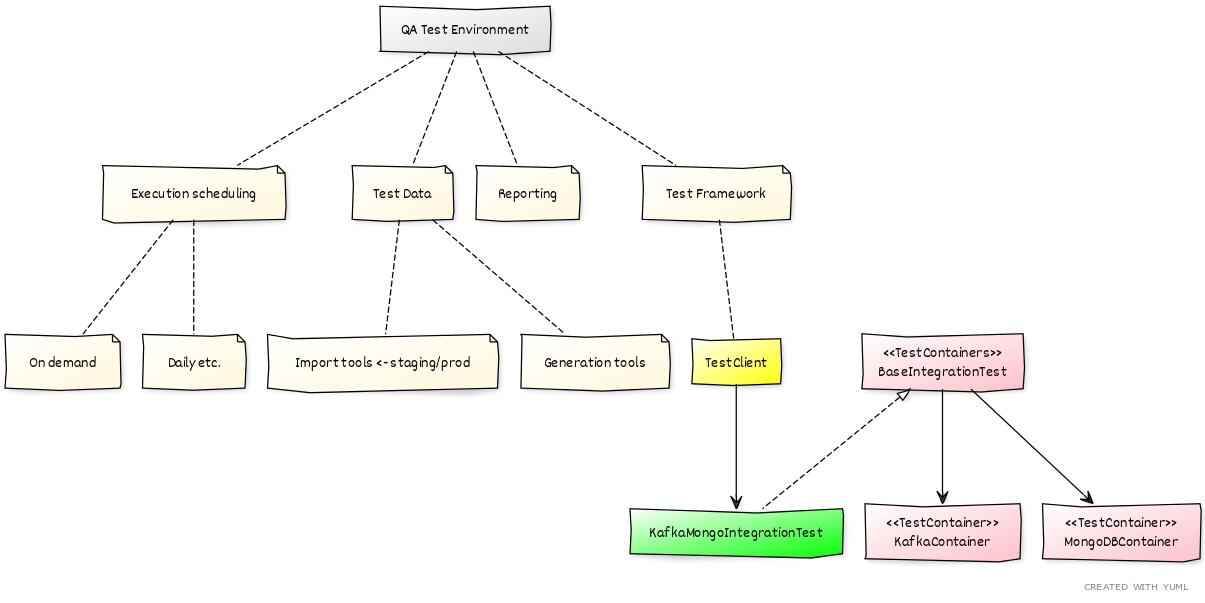 QA Test Environment
Execution scheduling
Test Data
Reporting
Test Framework
On demand
Daily etc.
Import tools <- staging/prod
Generation tools
TestClient
<<TestContainers>>
BaseIntegrationTest
KafkaMongoIntegrationTest
<<TestContainer>>
KafkaContainer
<<TestContainer>>
MongoDBContainer
CREATED WITH YUML